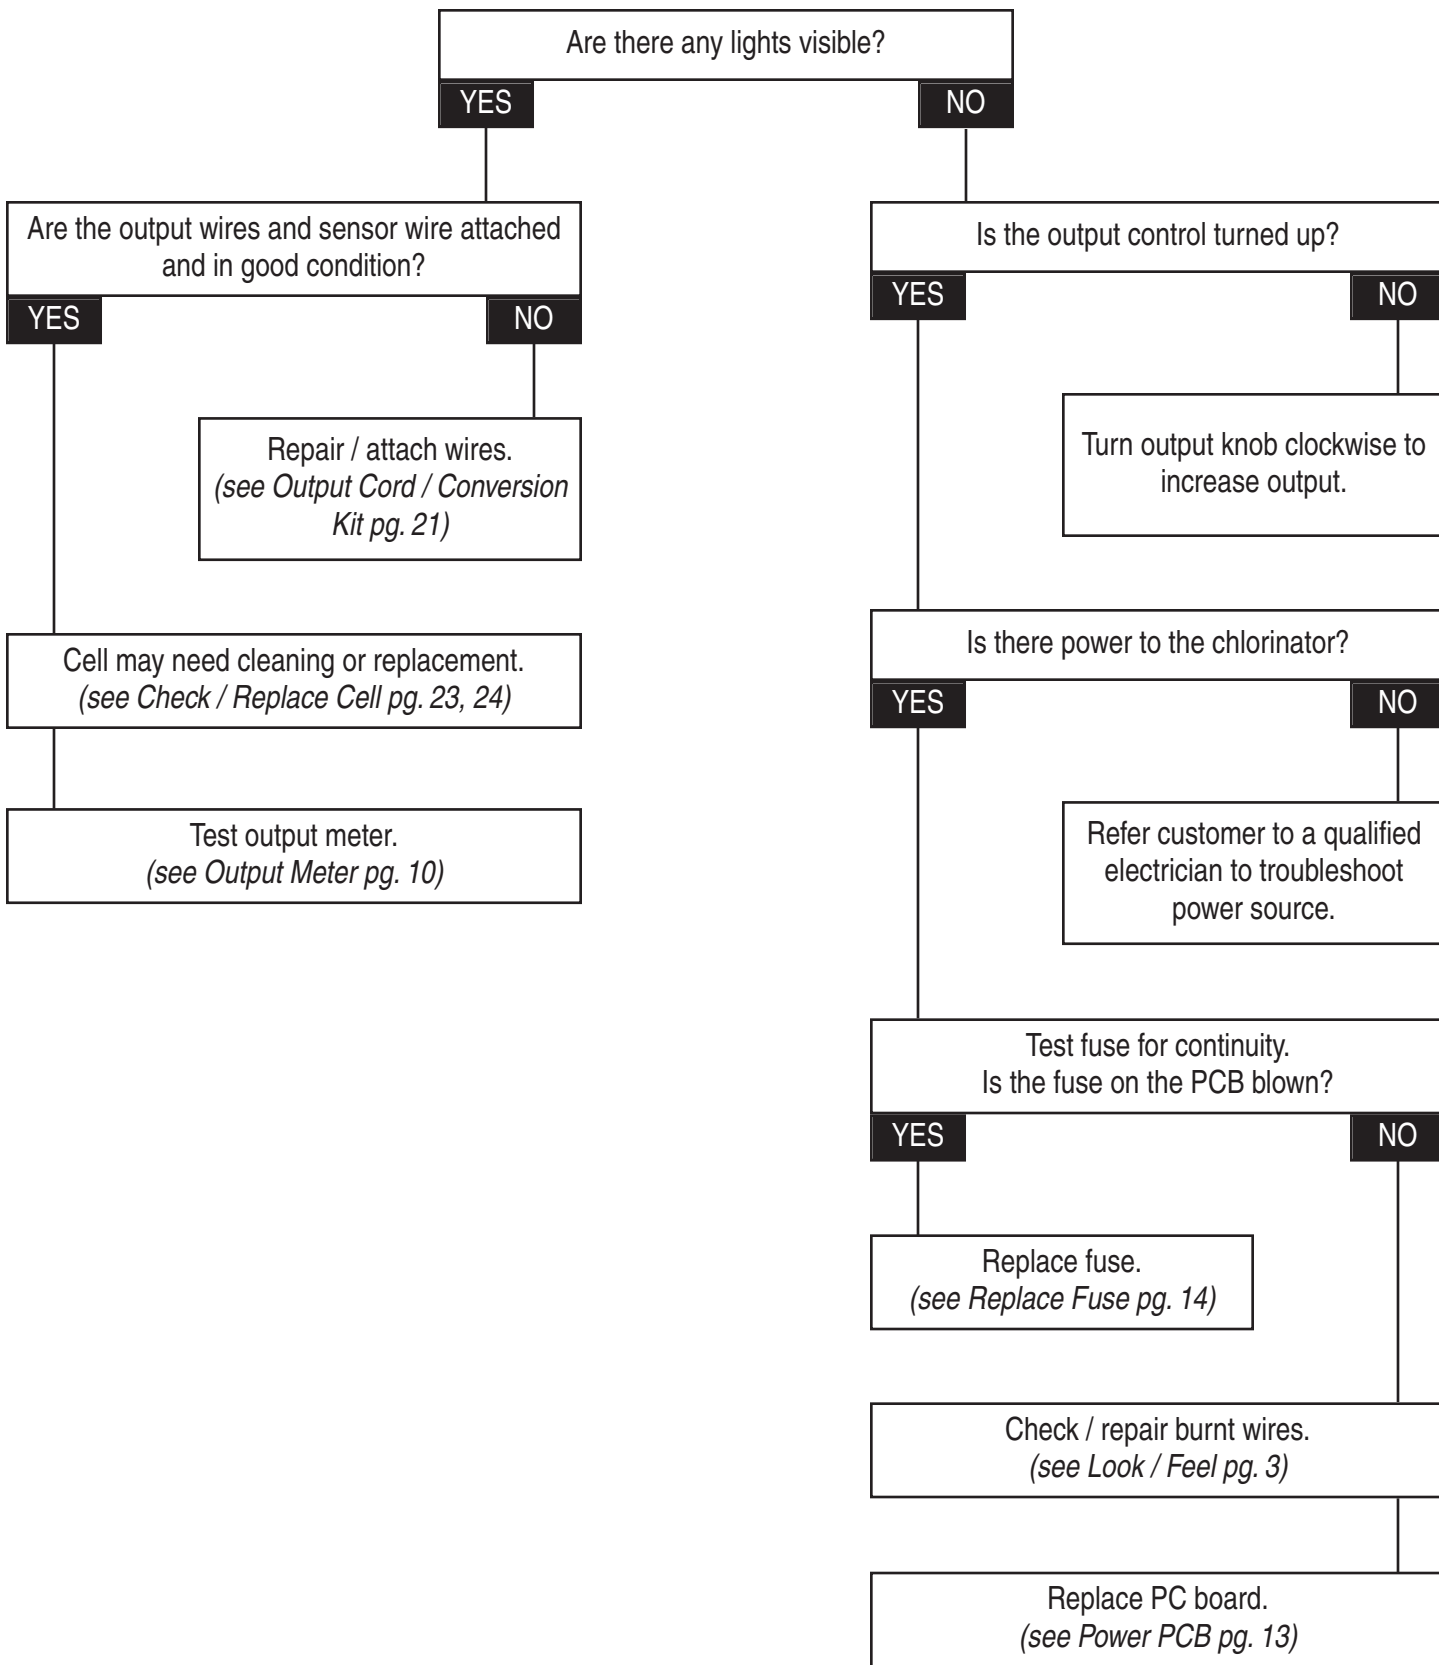 Are there any lights visible?
YES
NO
Are the output wires and sensor wire attached
and in good condition?
YES
NO
Repair / attach wires.
(see Output Cord / Conversion
Kit pg. 21)
Cell may need cleaning or replacement.
(see Check / Replace Cell pg. 23, 24)
Test output meter.
(see Output Meter pg. 10)
Is the output control turned up?
YES
NO
Turn output knob clockwise to
increase output.
Is there power to the chlorinator?
YES
NO
Refer customer to a qualified
electrician to troubleshoot
power source.
Test fuse for continuity.
Is the fuse on the PCB blown?
YES
NO
Replace fuse.
(see Replace Fuse pg. 14)
Check / repair burnt wires.
(see Look / Feel pg. 3)
Replace PC board.
(see Power PCB pg. 13)